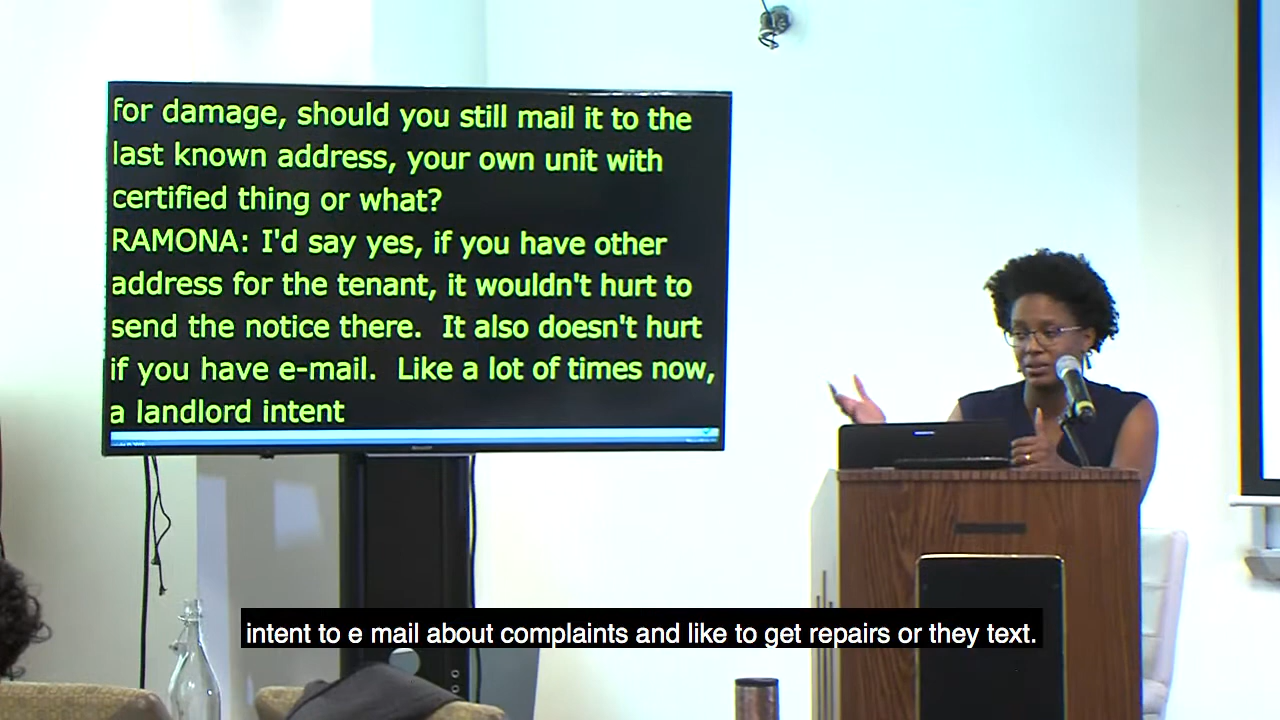 for damage, should you still mail it to the
last known address, your own unit with
certified thing or what?
RAMONA: I'd say yes, if you have other
address for the tenant, it wouldn't hurt to
send the notice there.  It also doesn't hurt
if you have e-mail.  Like a lot of times now,
a landlord intent
intent to e mail about complaints and like to get repairs or they text.